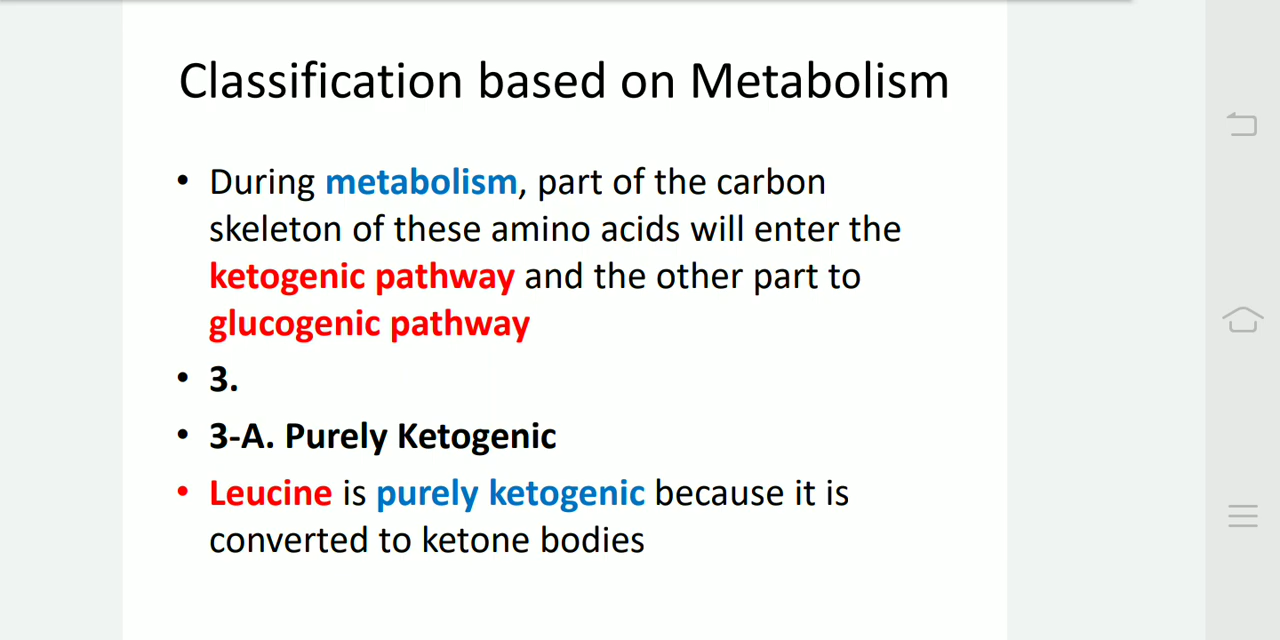 Classification based on Metabolism
• During metabolism, part of the carbon
skeleton of these amino acids will enter the
ketogenic pathway and the other part to
glucogenic pathway
• 3.
• 3-A. Purely Ketogenic
• Leucine is purely ketogenic because it is
converted to ketone bodies